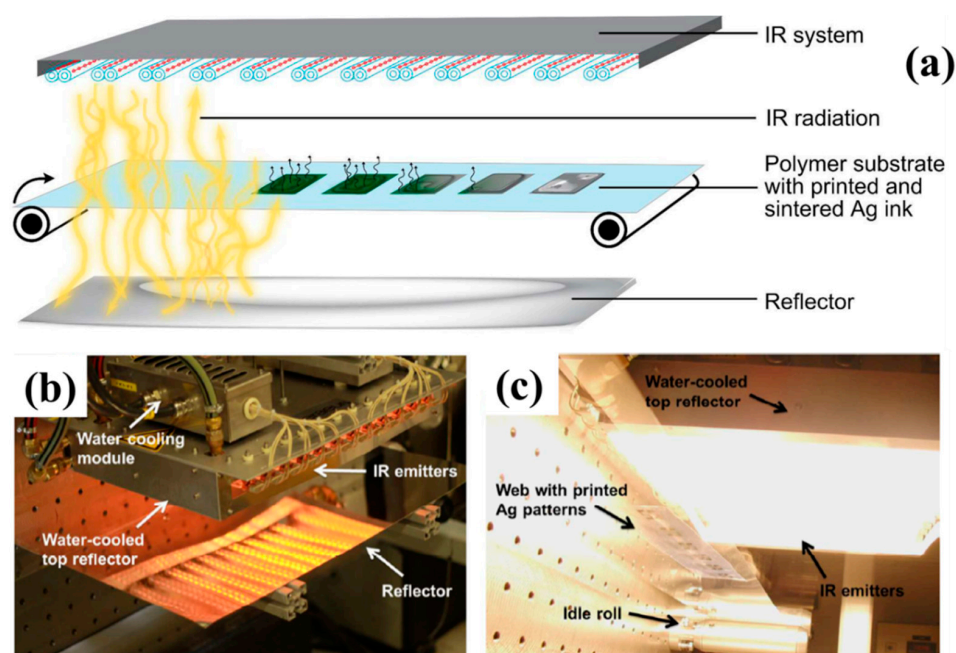 IR system
(a)
IR radiation
Polymer substrate
with printed and
sintered Ag ink
Reflector
(b)
Water cooling
module
IR emitters
Water-cooled
top reflector
Reflector
(c)
Water-cooled
top reflector
Web with printed
Ag patterns
IR emitters
Idle roll